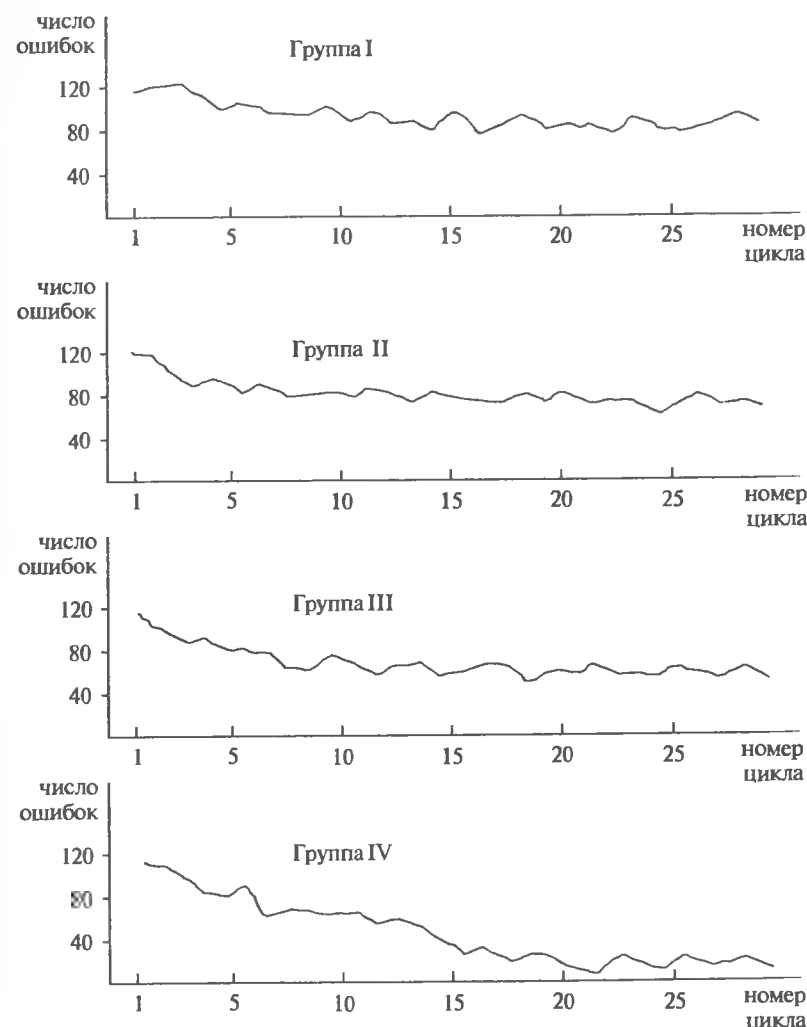 число
ошибок
Группа I
120
80
40
1 5 10 15 20 25 номер
цикла
число
ошибок
Группа II
120
80
40
1 5 10 15 20 25 номер
цикла
число
ошибок
Группа III
120
80
40
1 5 10 15 20 25 номер
цикла
число
ошибок
Группа IV
120
80
40
1 5 10 15 20 25 номер
цикла